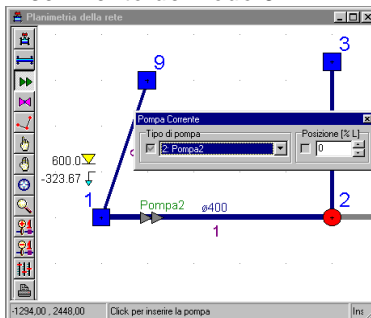 Planimetria della rete
9
3
Pompa Corrente
Tipo di pompa
Posizione [% L]
2: Pompa2
0
600.0
-323.67
1
Pompa2
ø400
2
1
-1294,00 , 2448,00
Click per inserire la pompa
Ins